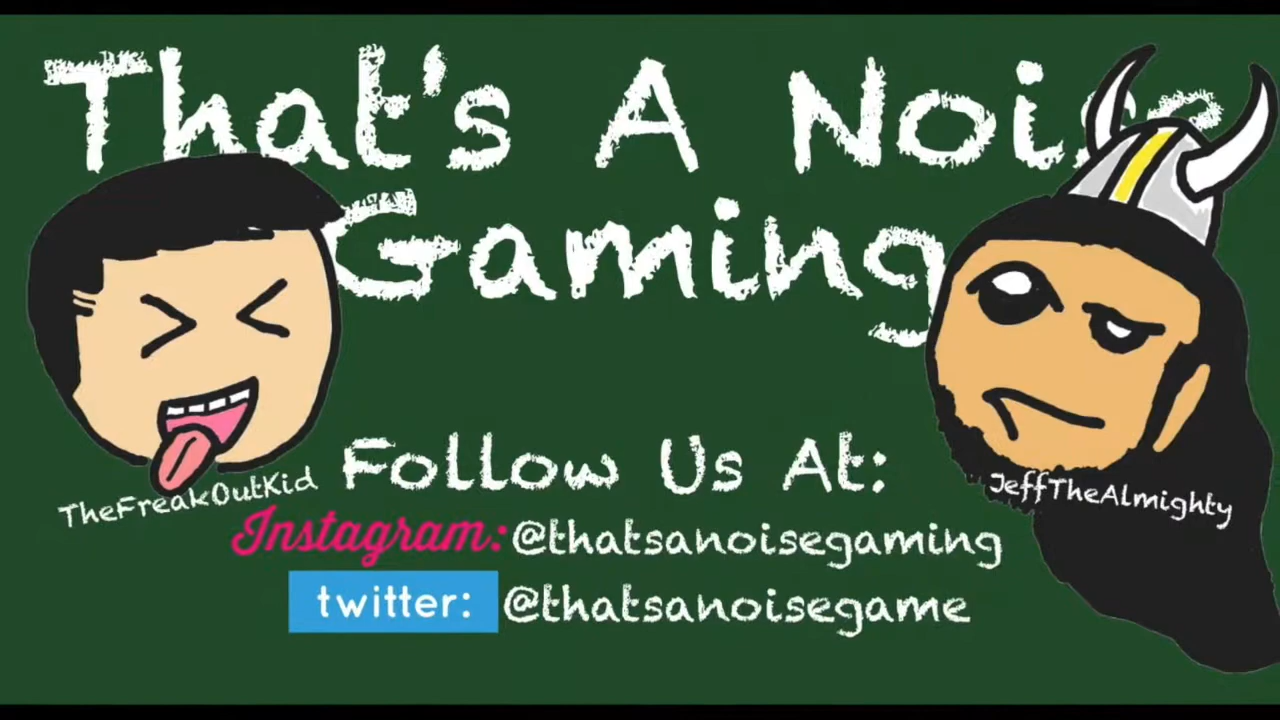 That's A Noise
Gaming
TheFreakOutKid
Follow Us At:
JeffTheAlmighty
Instagram: @thatsanoisegaming
twitter: @thatsanoisegame